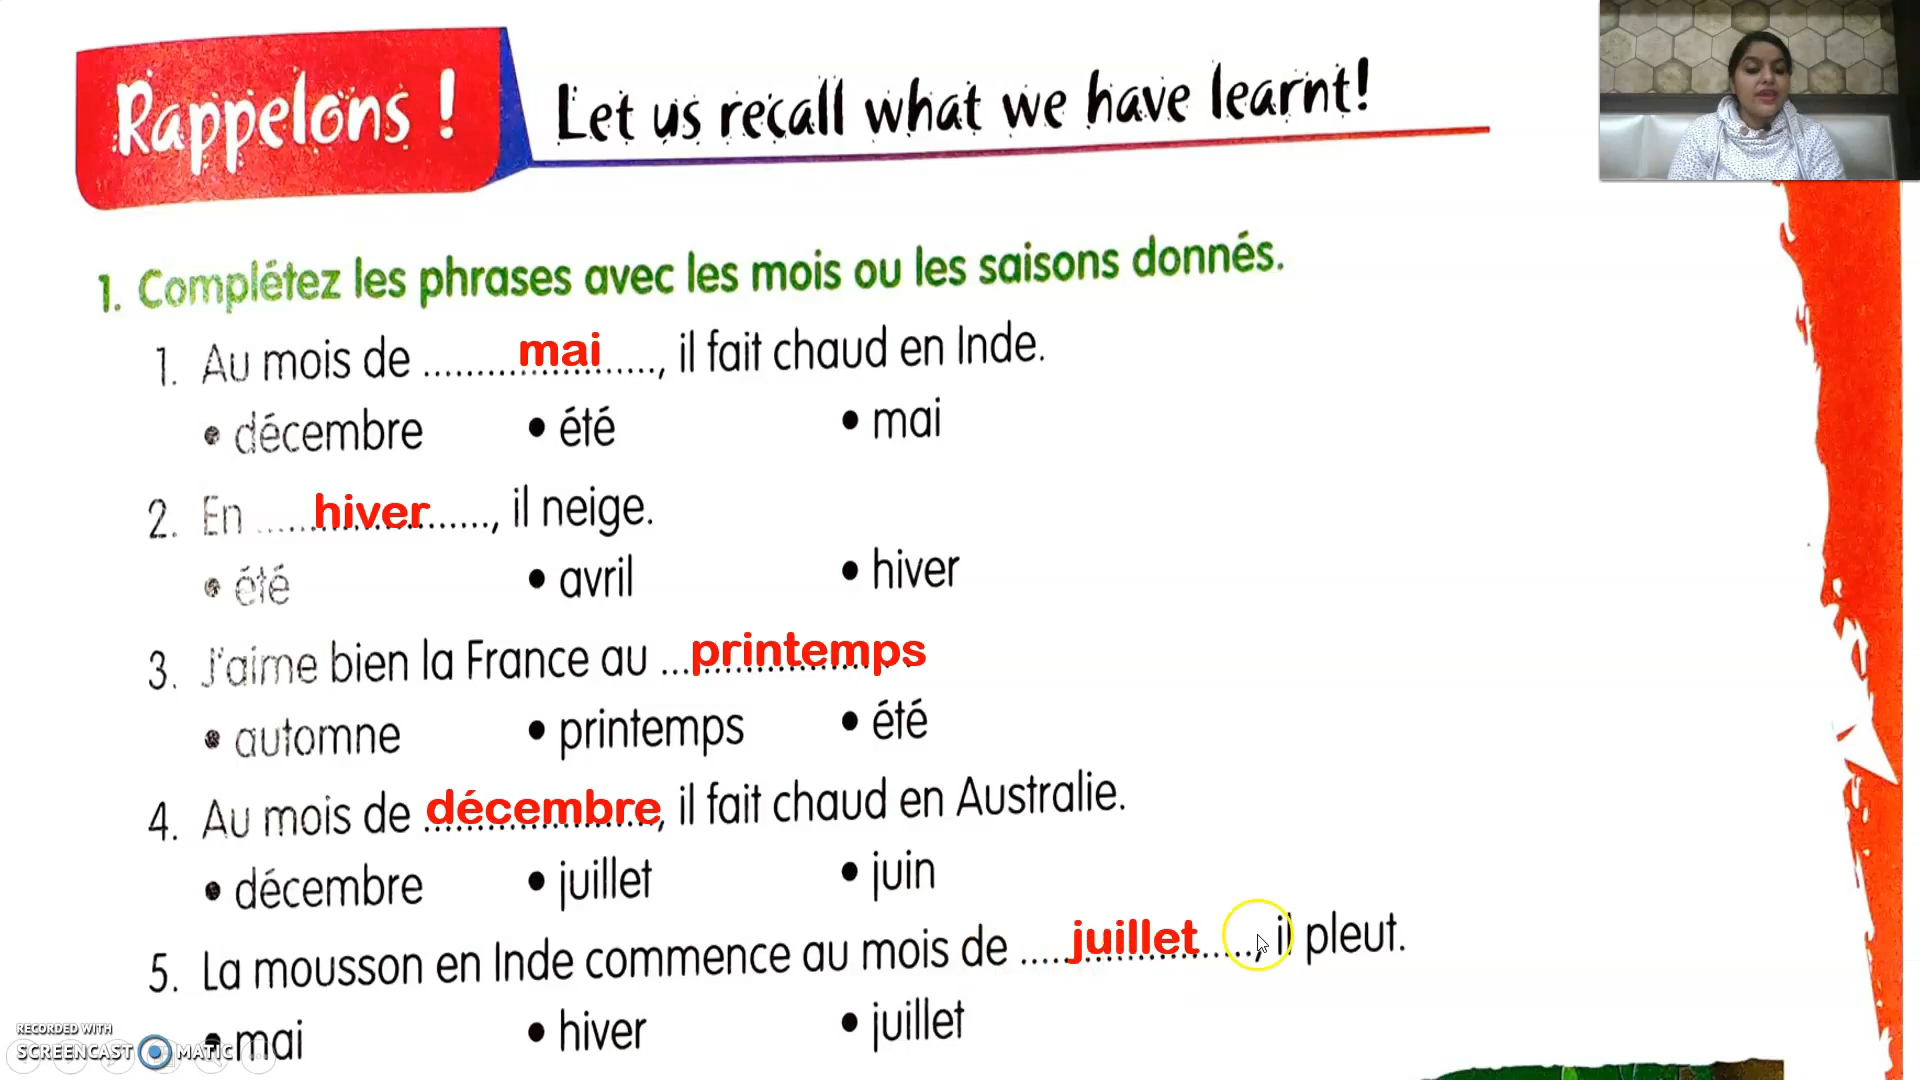 Rappelons ! Let us recall what we have learnt!
1. Complétez les phrases avec les mois ou les saisons donnés.
1. Au mois de ......mai......, il fait chaud en Inde.
• décembre • été • mai
2. En ......hiver......, il neige.
• été • avril • hiver
3. J'aime bien la France au ...printemps
• automne • printemps • été
4. Au mois de décembre, il fait chaud en Australie.
• décembre • juillet • juin
5. La mousson en Inde commence au mois de .....juillet....., il pleut.
• mai • hiver • juillet
RECORDED WITH
SCREENCAST MATIC